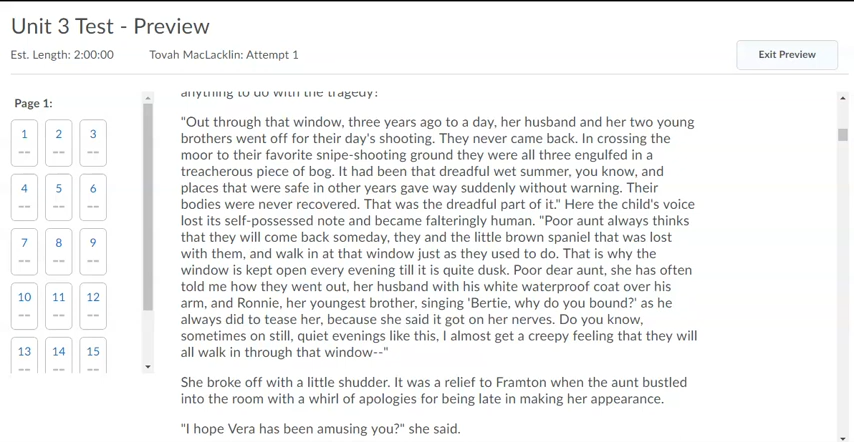 Unit 3 Test - Preview
Est. Length: 2:00:00 Tovah MacLacklin: Attempt 1
Exit Preview
Page 1:
1 2 3
-- -- --
4 5 6
-- -- --
7 8 9
-- -- --
10 11 12
-- -- --
13 14 15
-- -- --
anything to do with the tragedy?
"Out through that window, three years ago to a day, her husband and her two young
brothers went off for their day's shooting. They never came back. In crossing the
moor to their favorite snipe-shooting ground they were all three engulfed in a
treacherous piece of bog. It had been that dreadful wet summer, you know, and
places that were safe in other years gave way suddenly without warning. Their
bodies were never recovered. That was the dreadful part of it." Here the child's voice
lost its self-possessed note and became falteringly human. "Poor aunt always thinks
that they will come back someday, they and the little brown spaniel that was lost
with them, and walk in at that window just as they used to do. That is why the
window is kept open every evening till it is quite dusk. Poor dear aunt, she has often
told me how they went out, her husband with his white waterproof coat over his
arm, and Ronnie, her youngest brother, singing 'Bertie, why do you bound?' as he
always did to tease her, because she said it got on her nerves. Do you know,
sometimes on still, quiet evenings like this, I almost get a creepy feeling that they will
all walk in through that window--"
She broke off with a little shudder. It was a relief to Framton when the aunt bustled
into the room with a whirl of apologies for being late in making her appearance.
"I hope Vera has been amusing you?" she said.